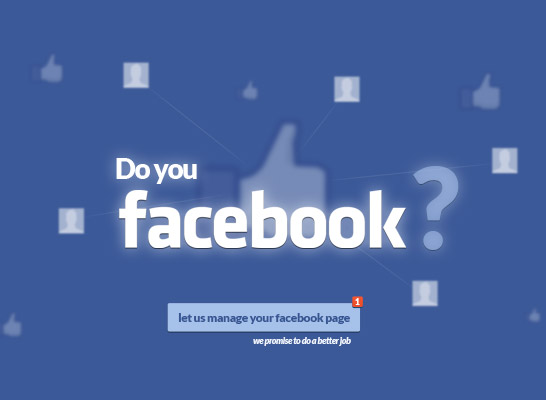 Do you
facebook?
1
let us manage your facebook page
we promise to do a better job